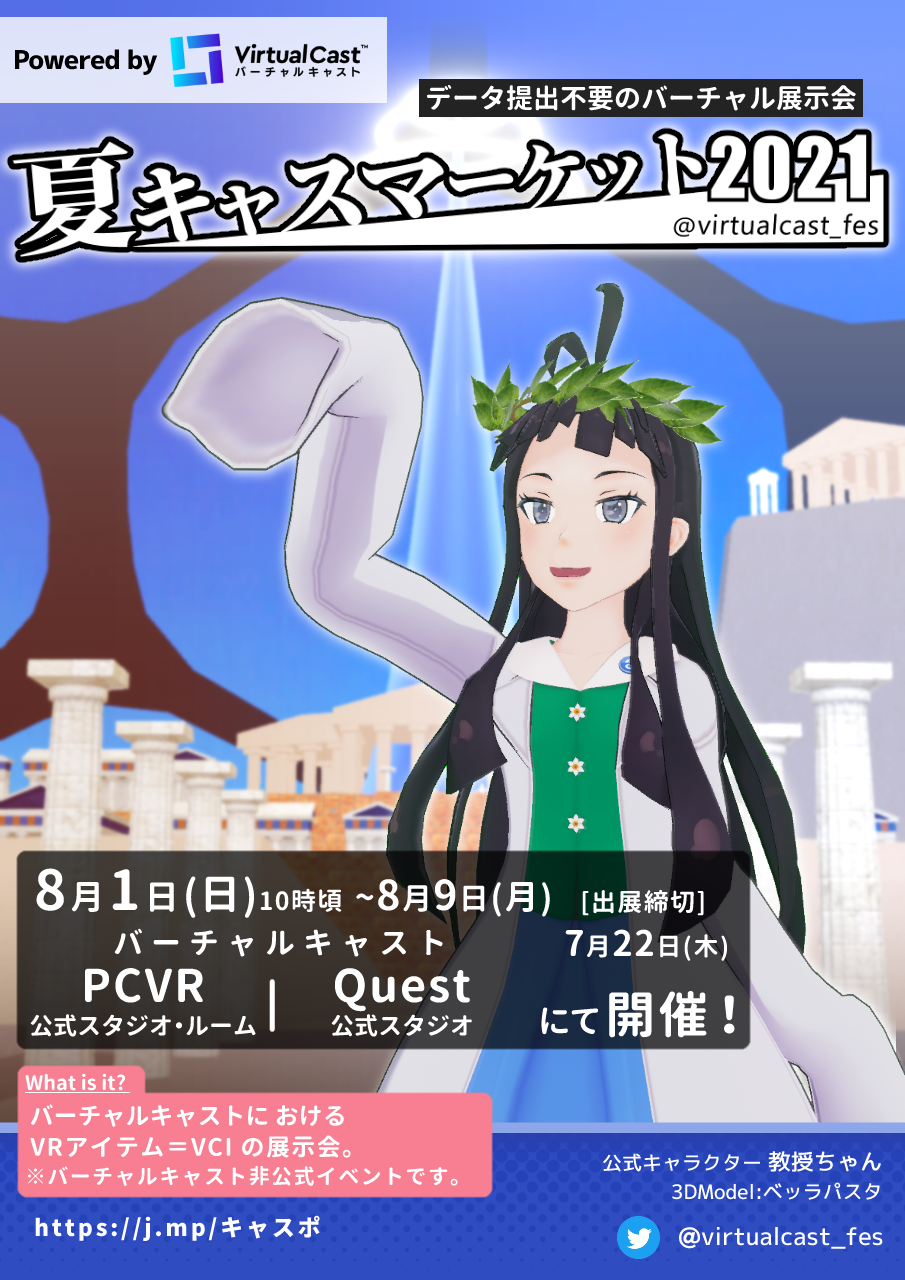 Powered by VirtualCast™
バーチャルキャスト
データ提出不要のバーチャル展示会
夏キャスマーケット2021
@virtualcast_fes
8月1日(日)10時頃 ~8月9日(月)
[出展締切]
7月22日(木)
バーチャルキャスト
PCVR
公式スタジオ・ルーム
Quest
公式スタジオ
にて開催！
What is it?
バーチャルキャストに おける
VRアイテム＝VCI の展示会。
※バーチャルキャスト非公式イベントです。
https://j.mp/キャスポ
公式キャラクター 教授ちゃん
3DModel:ベッラパスタ
@virtualcast_fes